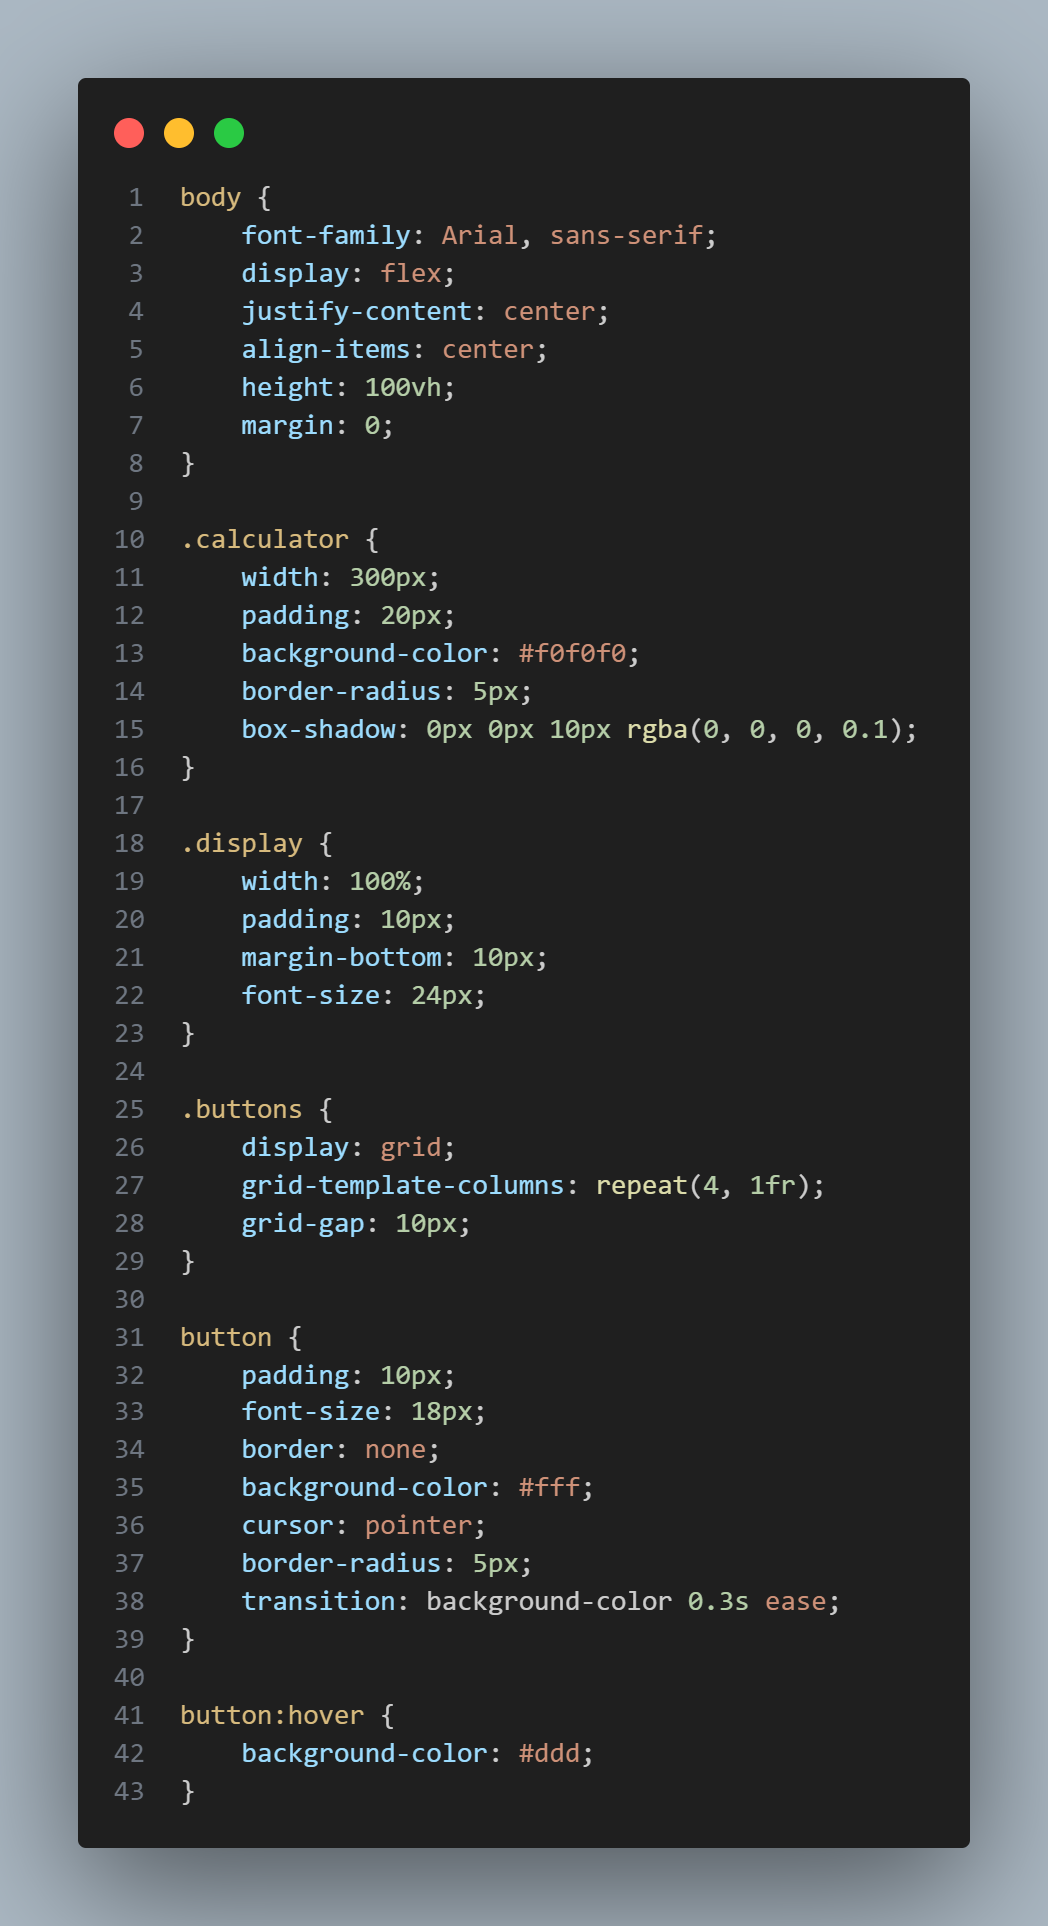 1 body {
2     font-family: Arial, sans-serif;
3     display: flex;
4     justify-content: center;
5     align-items: center;
6     height: 100vh;
7     margin: 0;
8 }
9
10 .calculator {
11     width: 300px;
12     padding: 20px;
13     background-color: #f0f0f0;
14     border-radius: 5px;
15     box-shadow: 0px 0px 10px rgba(0, 0, 0, 0.1);
16 }
17
18 .display {
19     width: 100%;
20     padding: 10px;
21     margin-bottom: 10px;
22     font-size: 24px;
23 }
24
25 .buttons {
26     display: grid;
27     grid-template-columns: repeat(4, 1fr);
28     grid-gap: 10px;
29 }
30
31 button {
32     padding: 10px;
33     font-size: 18px;
34     border: none;
35     background-color: #fff;
36     cursor: pointer;
37     border-radius: 5px;
38     transition: background-color 0.3s ease;
39 }
40
41 button:hover {
42     background-color: #ddd;
43 }